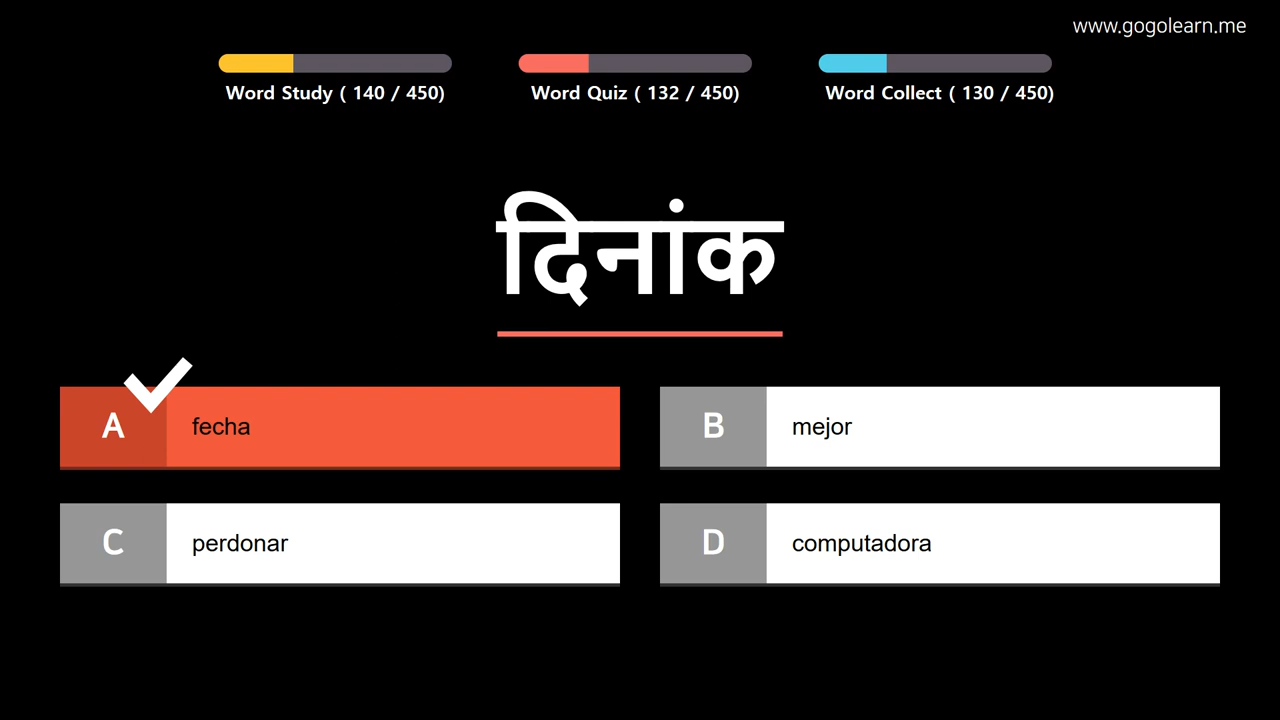 www.gogolearn.me
Word Study ( 140 / 450)
Word Quiz ( 132 / 450)
Word Collect ( 130 / 450)
दिनांक
A fecha
B mejor
C perdonar
D computadora